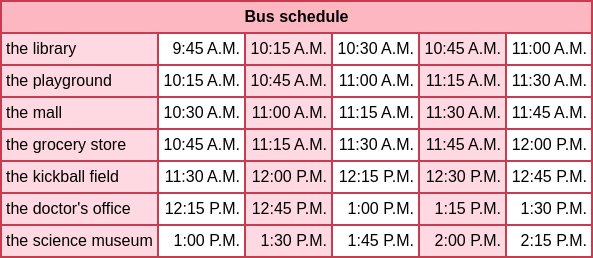 Bus schedule
the library 9:45 A.M. 10:15 A.M. 10:30 A.M. 10:45 A.M. 11:00 A.M.
the playground 10:15 A.M. 10:45 A.M. 11:00 A.M. 11:15 A.M. 11:30 A.M.
the mall 10:30 A.M. 11:00 A.M. 11:15 A.M. 11:30 A.M. 11:45 A.M.
the grocery store 10:45 A.M. 11:15 A.M. 11:30 A.M. 11:45 A.M. 12:00 P.M.
the kickball field 11:30 A.M. 12:00 P.M. 12:15 P.M. 12:30 P.M. 12:45 P.M.
the doctor's office 12:15 P.M. 12:45 P.M. 1:00 P.M. 1:15 P.M. 1:30 P.M.
the science museum 1:00 P.M. 1:30 P.M. 1:45 P.M. 2:00 P.M. 2:15 P.M.